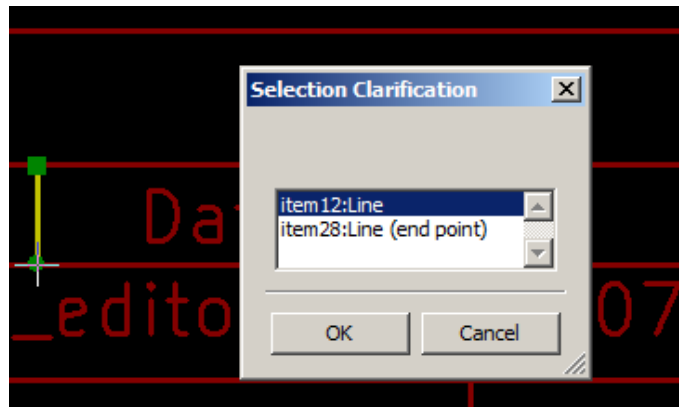 Selection Clarification
item12:Line
item28:Line (end point)
Da
_edito
07
OK
Cancel